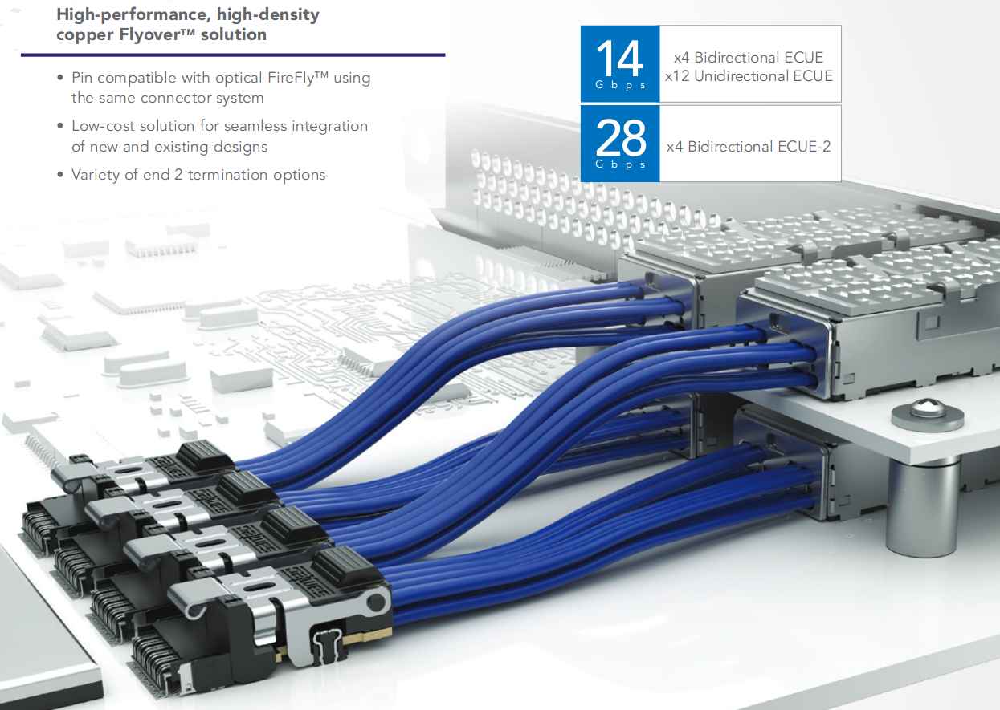 High-performance, high-density
copper Flyover™ solution
• Pin compatible with optical FireFly™ using
the same connector system
• Low-cost solution for seamless integration
of new and existing designs
• Variety of end 2 termination options
14
Gbps
x4 Bidirectional ECUE
x12 Unidirectional ECUE
28
Gbps
x4 Bidirectional ECUE-2
samtec
samtec
samtec
samtec